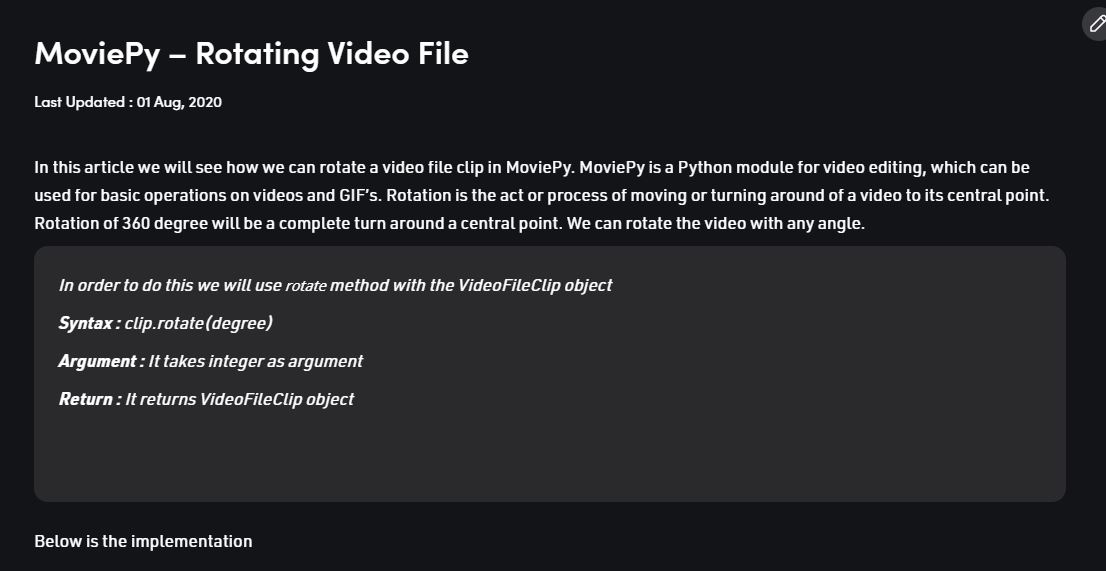 MoviePy – Rotating Video File
Last Updated : 01 Aug, 2020
In this article we will see how we can rotate a video file clip in MoviePy. MoviePy is a Python module for video editing, which can be
used for basic operations on videos and GIF’s. Rotation is the act or process of moving or turning around of a video to its central point.
Rotation of 360 degree will be a complete turn around a central point. We can rotate the video with any angle.
In order to do this we will use rotate method with the VideoFileClip object
Syntax : clip.rotate(degree)
Argument : It takes integer as argument
Return : It returns VideoFileClip object
Below is the implementation